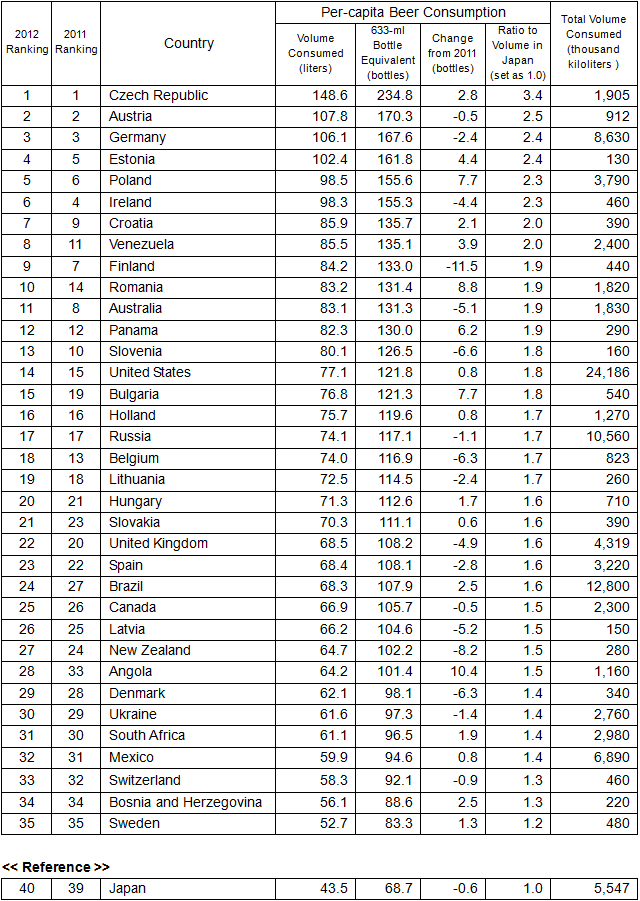 Per-capita Beer Consumption
2012 Ranking 2011 Ranking Country Volume Consumed (liters) 633-ml Bottle Equivalent (bottles) Change from 2011 (bottles) Ratio to Volume in Japan (set as 1.0) Total Volume Consumed (thousand kiloliters )
1 1 Czech Republic 148.6 234.8 2.8 3.4 1,905
2 2 Austria 107.8 170.3 -0.5 2.5 912
3 3 Germany 106.1 167.6 -2.4 2.4 8,630
4 5 Estonia 102.4 161.8 4.4 2.4 130
5 6 Poland 98.5 155.6 7.7 2.3 3,790
6 4 Ireland 98.3 155.3 -4.4 2.3 460
7 9 Croatia 85.9 135.7 2.1 2.0 390
8 11 Venezuela 85.5 135.1 3.9 2.0 2,400
9 7 Finland 84.2 133.0 -11.5 1.9 440
10 14 Romania 83.2 131.4 8.8 1.9 1,820
11 8 Australia 83.1 131.3 -5.1 1.9 1,830
12 12 Panama 82.3 130.0 6.2 1.9 290
13 10 Slovenia 80.1 126.5 -6.6 1.8 160
14 15 United States 77.1 121.8 0.8 1.8 24,186
15 19 Bulgaria 76.8 121.3 7.7 1.8 540
16 16 Holland 75.7 119.6 0.8 1.7 1,270
17 17 Russia 74.1 117.1 -1.1 1.7 10,560
18 13 Belgium 74.0 116.9 -6.3 1.7 823
19 18 Lithuania 72.5 114.5 -2.4 1.7 260
20 21 Hungary 71.3 112.6 1.7 1.6 710
21 23 Slovakia 70.3 111.1 0.6 1.6 390
22 20 United Kingdom 68.5 108.2 -4.9 1.6 4,319
23 22 Spain 68.4 108.1 -2.8 1.6 3,220
24 27 Brazil 68.3 107.9 2.5 1.6 12,800
25 26 Canada 66.9 105.7 -0.5 1.5 2,300
26 25 Latvia 66.2 104.6 -5.2 1.5 150
27 24 New Zealand 64.7 102.2 -8.2 1.5 280
28 33 Angola 64.2 101.4 10.4 1.5 1,160
29 28 Denmark 62.1 98.1 -6.3 1.4 340
30 29 Ukraine 61.6 97.3 -1.4 1.4 2,760
31 30 South Africa 61.1 96.5 1.9 1.4 2,980
32 31 Mexico 59.9 94.6 0.8 1.4 6,890
33 32 Switzerland 58.3 92.1 -0.9 1.3 460
34 34 Bosnia and Herzegovina 56.1 88.6 2.5 1.3 220
35 35 Sweden 52.7 83.3 1.3 1.2 480
<< Reference >>
40 39 Japan 43.5 68.7 -0.6 1.0 5,547